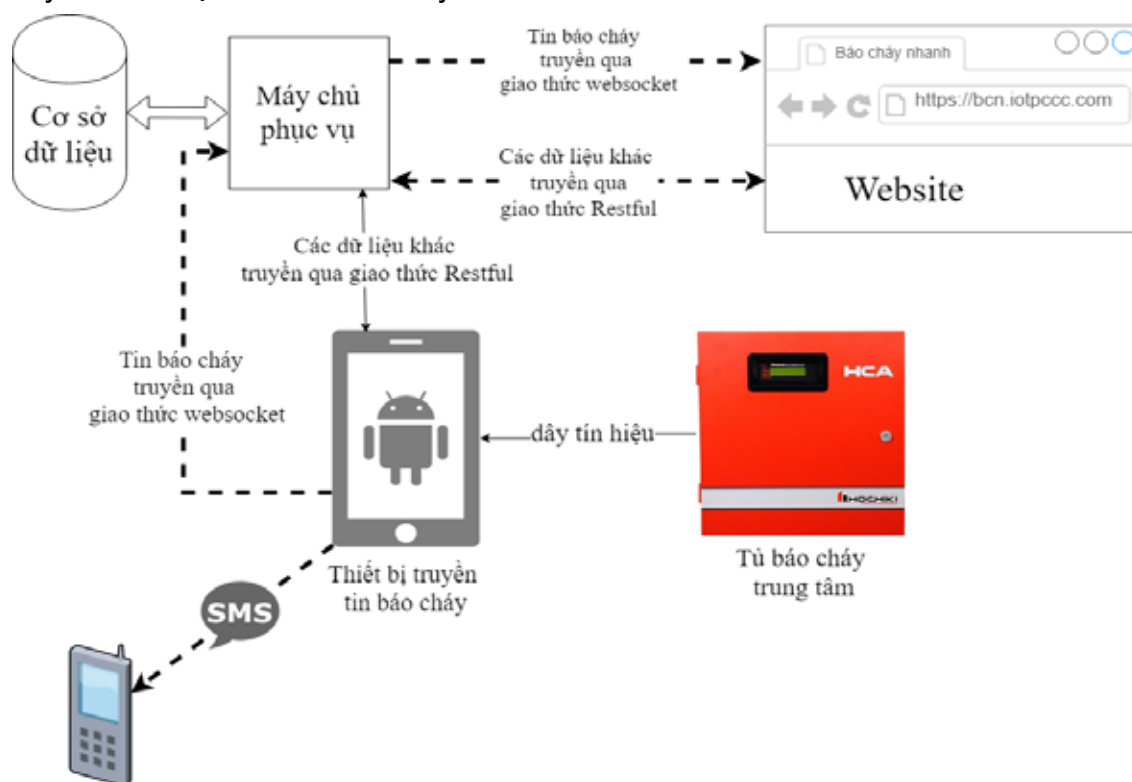 Cơ sở
dữ liệu
Máy chủ
phục vụ
Tin báo cháy
truyền qua
giao thức websocket
Báo cháy nhanh
https://bcn.iotpccc.com
Website
Các dữ liệu khác
truyền qua
giao thức Restful
Các dữ liệu khác
truyền qua giao thức Restful
Tin báo cháy
truyền qua
giao thức websocket
dây tín hiệu
HCA
HOCHIKI
Thiết bị truyền
tin báo cháy
Tủ báo cháy
trung tâm
SMS